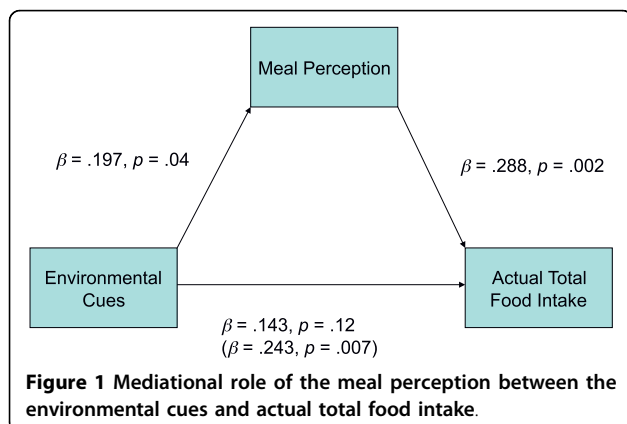 Meal Perception
β = .197, p = .04
β = .288, p = .002
Environmental
Cues
Actual Total
Food Intake
β = .143, p = .12
(β = .243, p = .007)
Figure 1 Mediational role of the meal perception between the
environmental cues and actual total food intake.